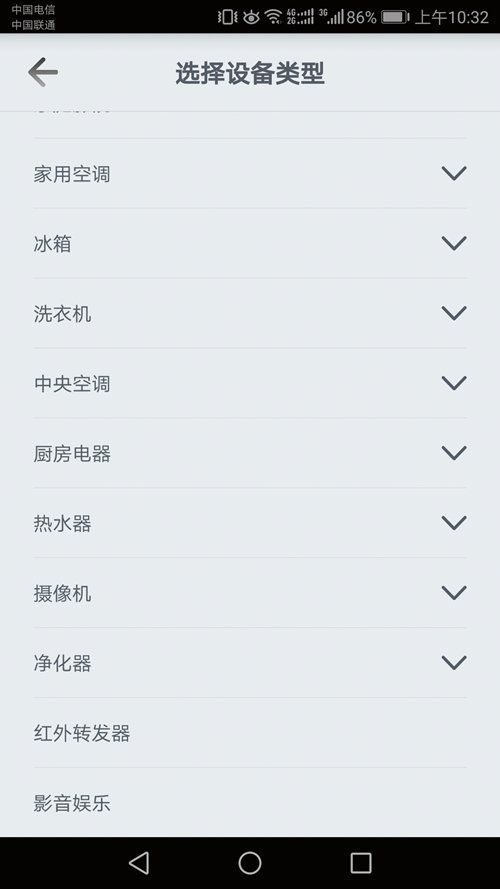 中国电信
中国联通
4G
2G
3G
86%
上午10:32
选择设备类型
家用空调
冰箱
洗衣机
中央空调
厨房电器
热水器
摄像机
净化器
红外转发器
影音娱乐